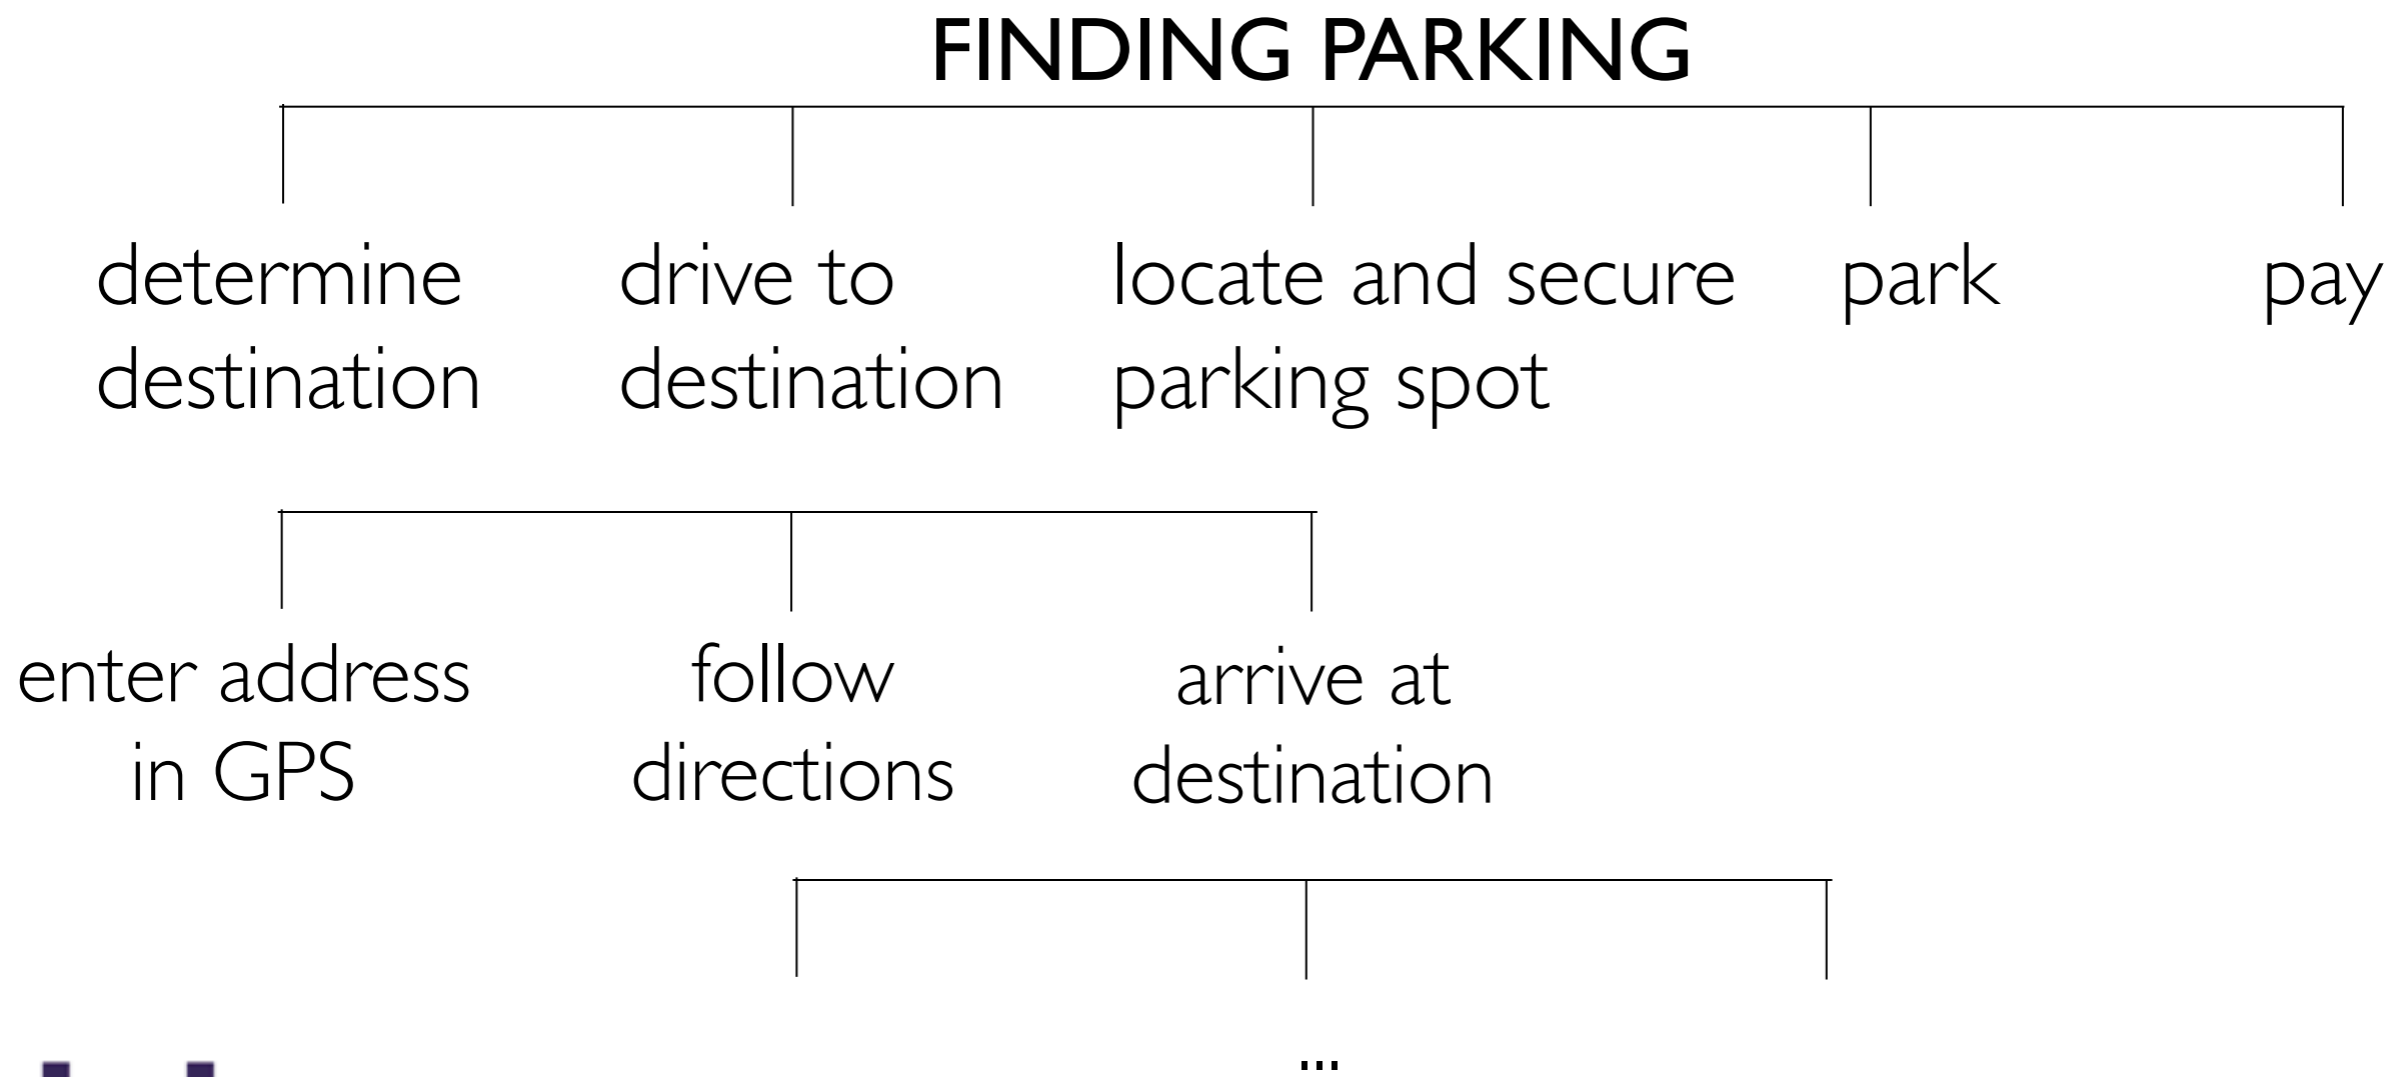 FINDING PARKING
determine
destination
drive to
destination
locate and secure
parking spot
park
pay
enter address
in GPS
follow
directions
arrive at
destination
...